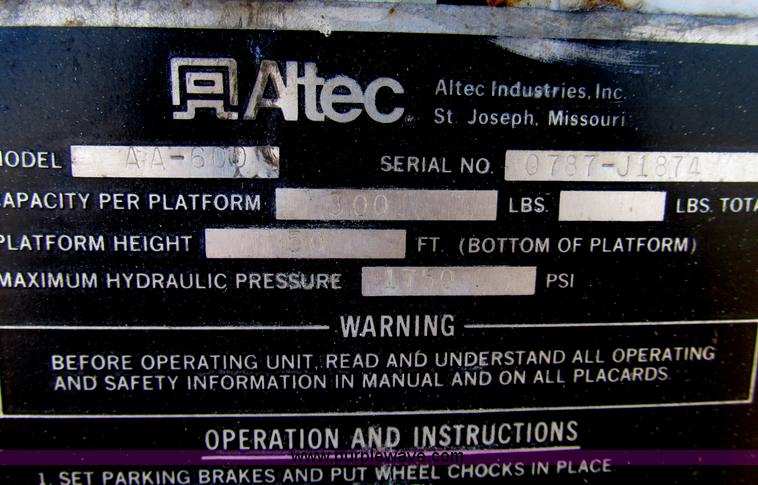 Altec
Altec Industries, Inc.
St. Joseph, Missouri
MODEL AA-600 SERIAL NO. 0787-J1874
CAPACITY PER PLATFORM 300 LBS. LBS. TOTA
PLATFORM HEIGHT 50 FT. (BOTTOM OF PLATFORM)
MAXIMUM HYDRAULIC PRESSURE 1750 PSI
WARNING
BEFORE OPERATING UNIT, READ AND UNDERSTAND ALL OPERATING
AND SAFETY INFORMATION IN MANUAL AND ON ALL PLACARDS.
OPERATION AND INSTRUCTIONS
www.purplewave.com
1. SET PARKING BRAKES AND PUT WHEEL CHOCKS IN PLACE